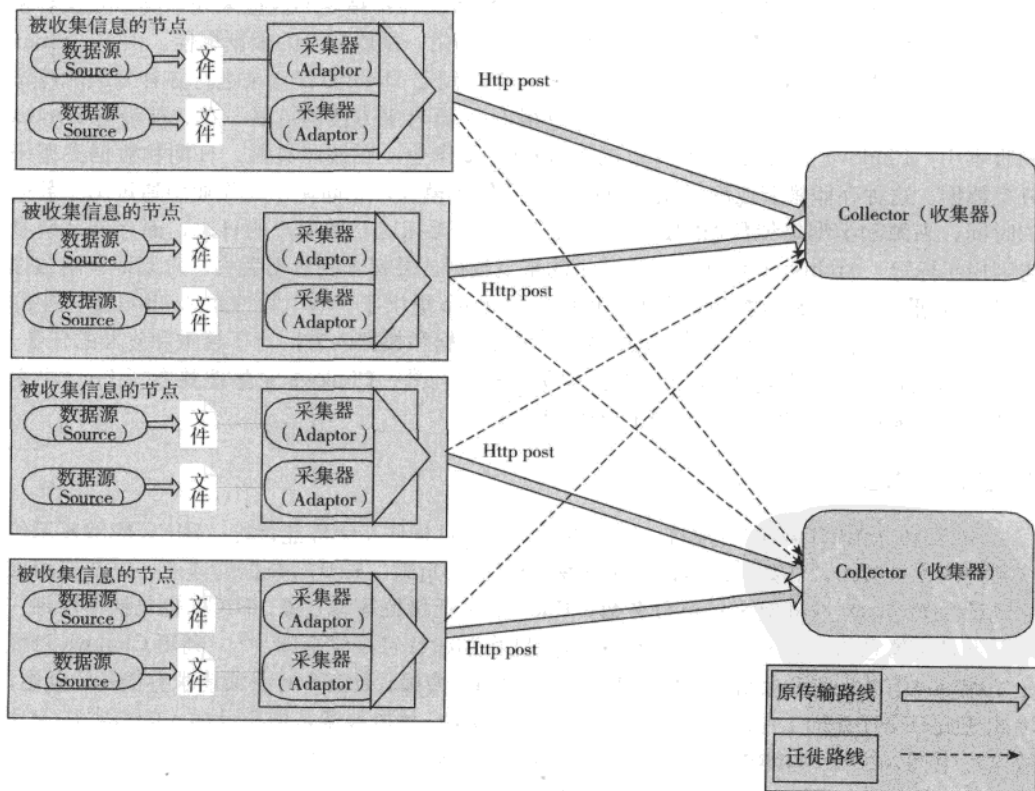 被收集信息的节点
数据源
(Source)
文件
采集器
(Adaptor)
数据源
(Source)
文件
采集器
(Adaptor)
Http post
被收集信息的节点
数据源
(Source)
文件
采集器
(Adaptor)
数据源
(Source)
文件
采集器
(Adaptor)
Http post
Collector(收集器)
被收集信息的节点
数据源
(Source)
文件
采集器
(Adaptor)
数据源
(Source)
文件
采集器
(Adaptor)
Http post
被收集信息的节点
数据源
(Source)
文件
采集器
(Adaptor)
数据源
(Source)
文件
采集器
(Adaptor)
Http post
Collector(收集器)
原传输路线
迁徙路线